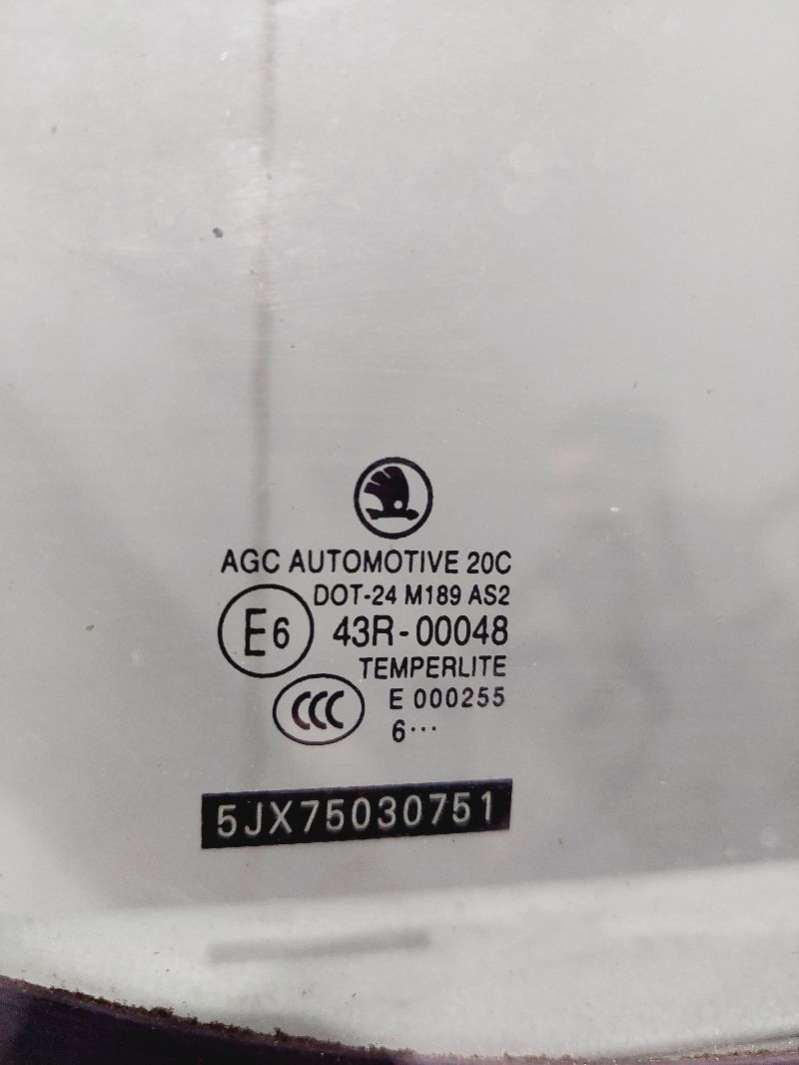 AGC AUTOMOTIVE 20C
DOT-24 M189 AS2
E6 43R-00048
TEMPERLITE
CCC E 000255
6···
5JX75030751